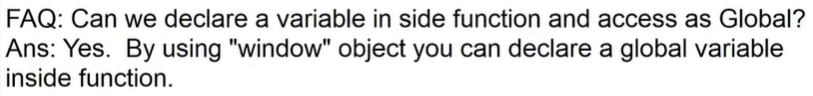 FAQ: Can we declare a variable in side function and access as Global?
Ans: Yes.  By using "window" object you can declare a global variable
inside function.